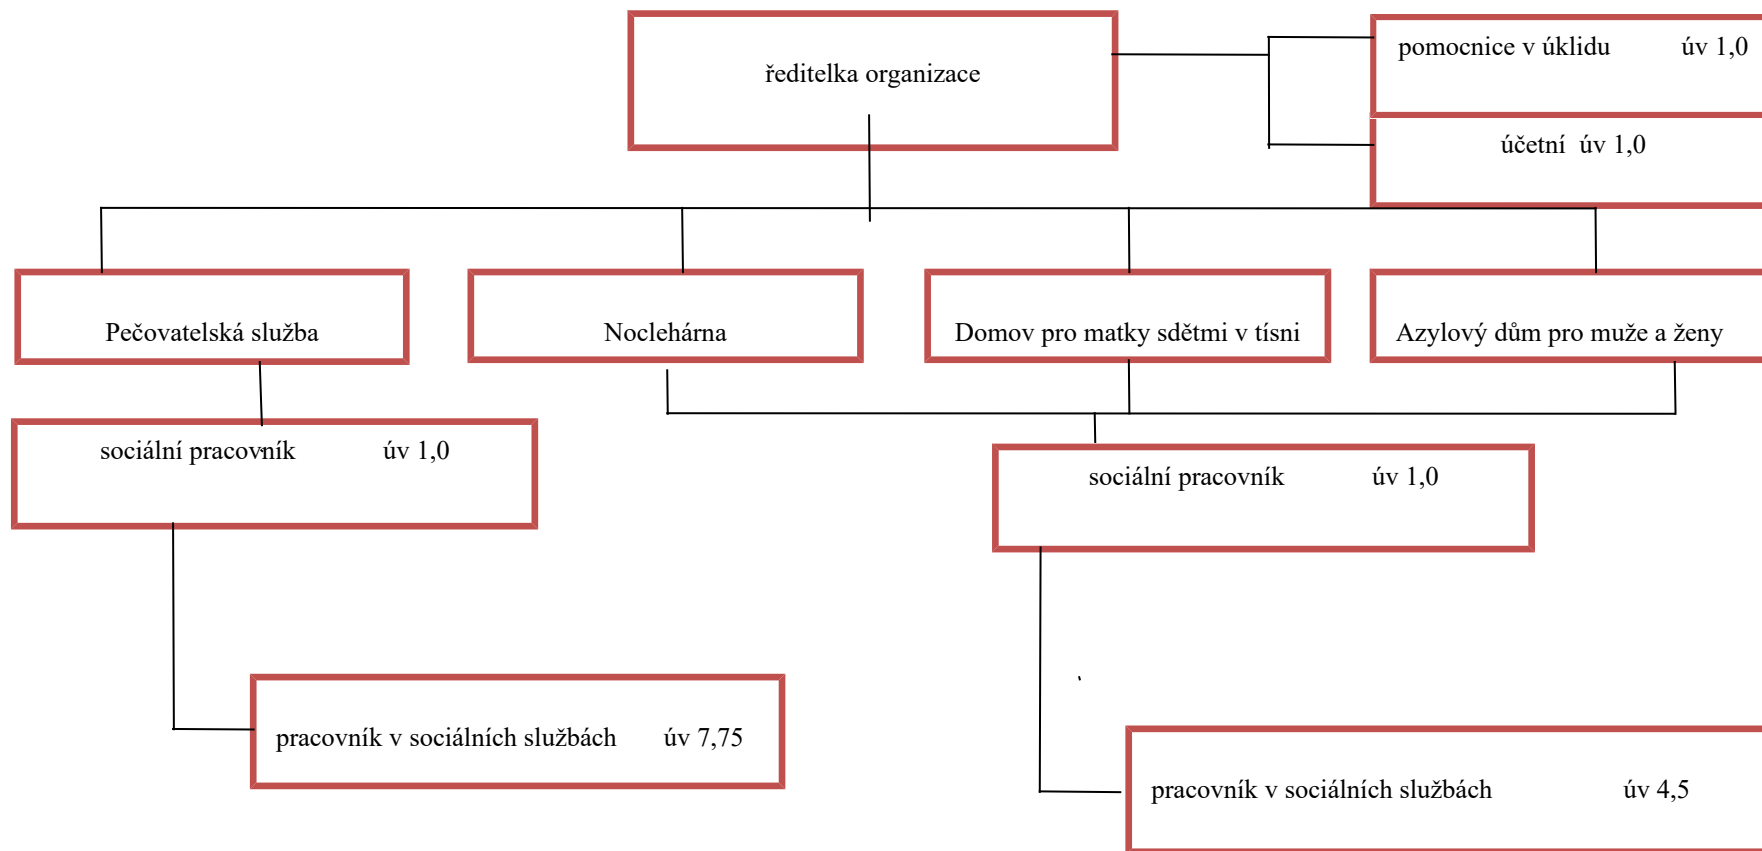 ředitelka organizace
pomocnice v úklidu úv 1,0
účetní úv 1,0
Pečovatelská služba
Noclehárna
Domov pro matky sdětmi v tísni
Azylový dům pro muže a ženy
sociální pracovník úv 1,0
sociální pracovník úv 1,0
pracovník v sociálních službách úv 7,75
pracovník v sociálních službách úv 4,5